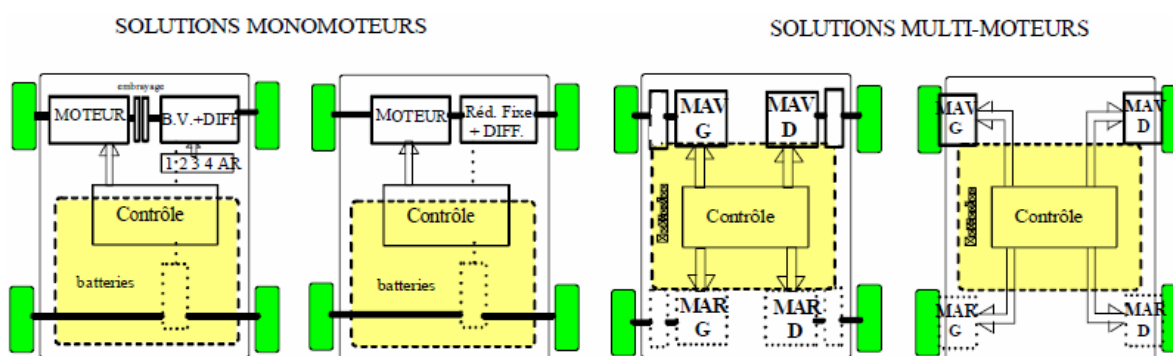 SOLUTIONS MONOMOTEURS
SOLUTIONS MULTI-MOTEURS
embrayage
MOTEUR
B.V.+DIFF
1 2 3 4 AR
Contrôle
batteries
MOTEUR
Réd. Fixe
+ DIFF.
Contrôle
batteries
MAV
G
MAV
D
Contrôle
MAR
G
MAR
D
MAV
G
MAV
D
Contrôle
MAR
G
MAR
D